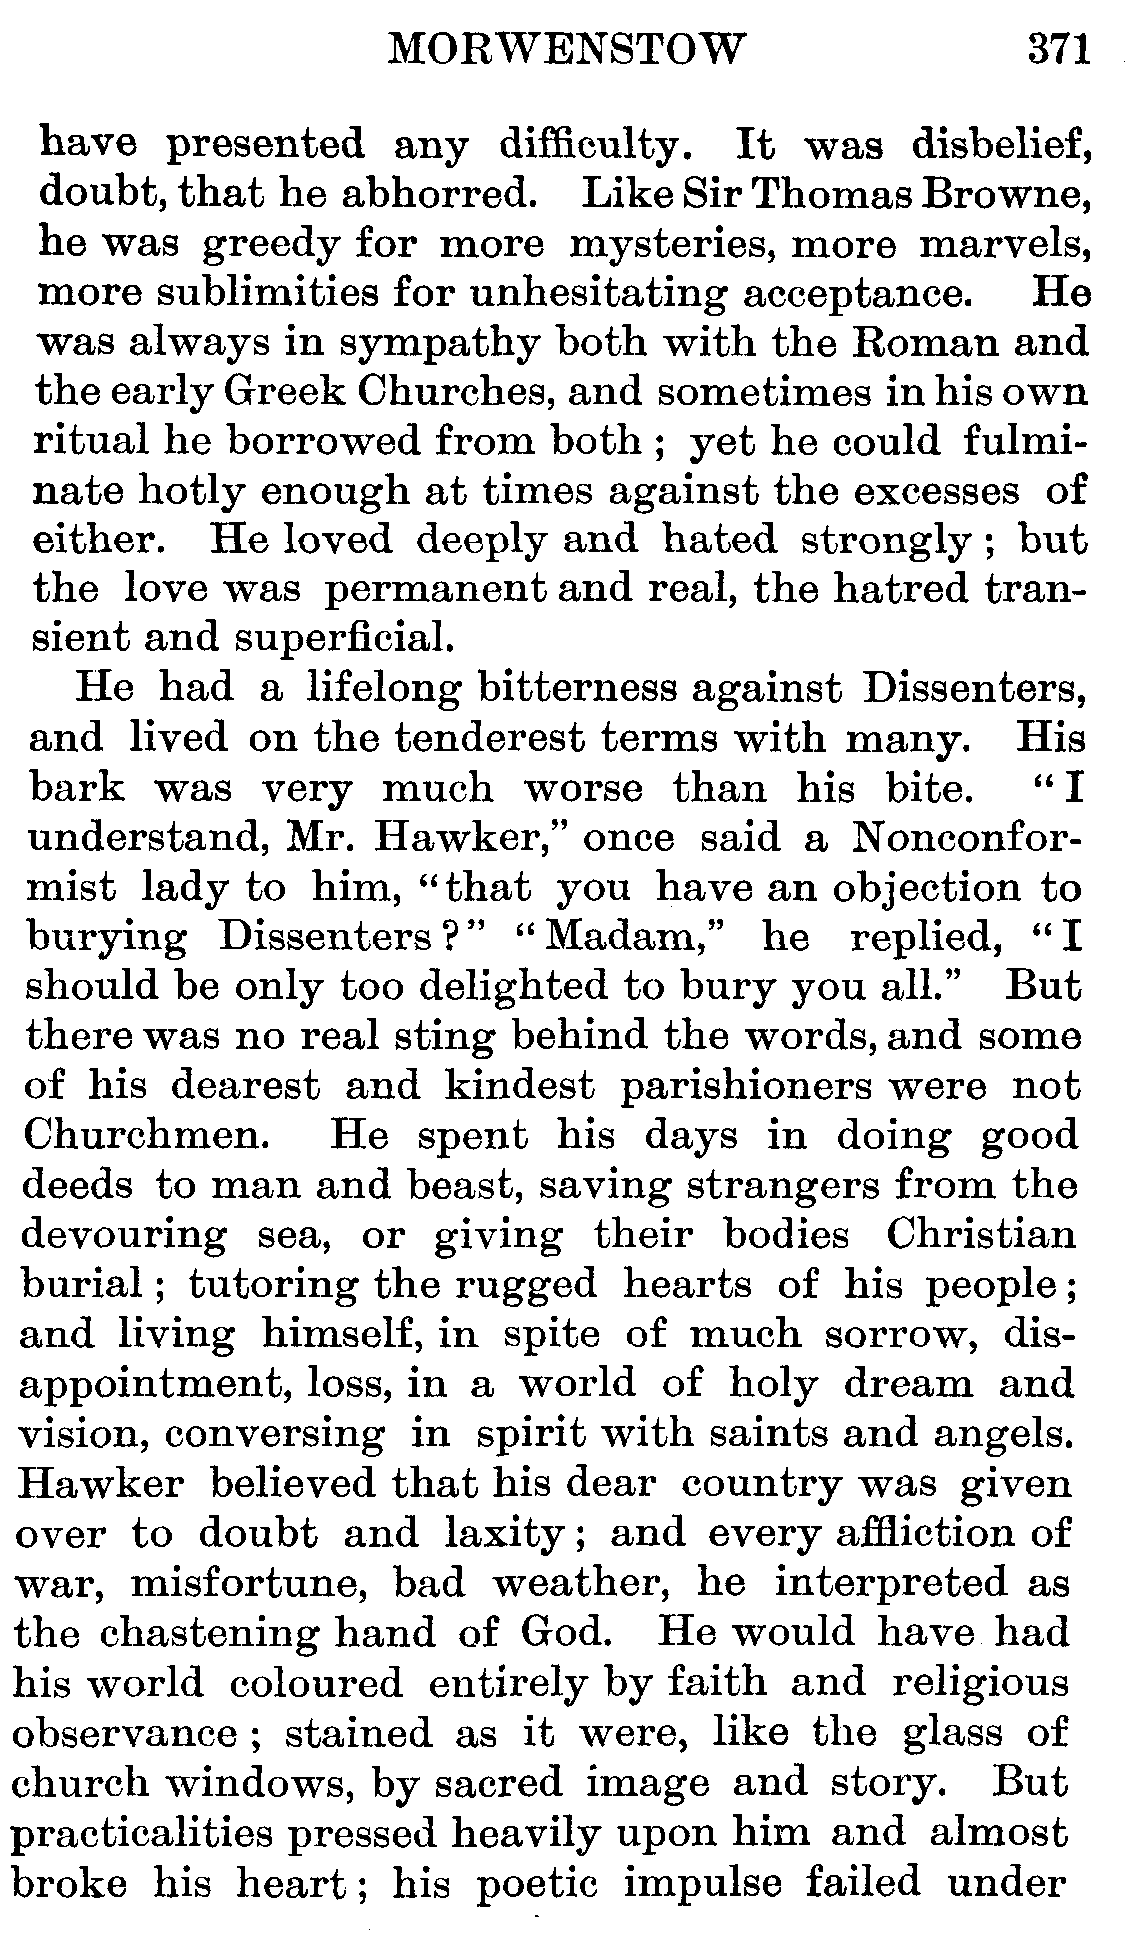 MORWENSTOW 371
have presented any difficulty. It was disbelief,
doubt, that he abhorred. Like Sir Thomas Browne,
he was greedy for more mysteries, more marvels,
more sublimities for unhesitating acceptance. He
was always in sympathy both with the Roman and
the early Greek Churches, and sometimes in his own
ritual he borrowed from both ; yet he could fulmi-
nate hotly enough at times against the excesses of
either. He loved deeply and hated strongly ; but
the love was permanent and real, the hatred tran-
sient and superficial.
He had a lifelong bitterness against Dissenters,
and lived on the tenderest terms with many. His
bark was very much worse than his bite. “ I
understand, Mr. Hawker,” once said a Nonconfor-
mist lady to him, “ that you have an objection to
burying Dissenters ? ” “ Madam,” he replied, “ I
should be only too delighted to bury you all.” But
there was no real sting behind the words, and some
of his dearest and kindest parishioners were not
Churchmen. He spent his days in doing good
deeds to man and beast, saving strangers from the
devouring sea, or giving their bodies Christian
burial ; tutoring the rugged hearts of his people ;
and living himself, in spite of much sorrow, dis-
appointment, loss, in a world of holy dream and
vision, conversing in spirit with saints and angels.
Hawker believed that his dear country was given
over to doubt and laxity ; and every affliction of
war, misfortune, bad weather, he interpreted as
the chastening hand of God. He would have had
his world coloured entirely by faith and religious
observance ; stained as it were, like the glass of
church windows, by sacred image and story. But
practicalities pressed heavily upon him and almost
broke his heart ; his poetic impulse failed under